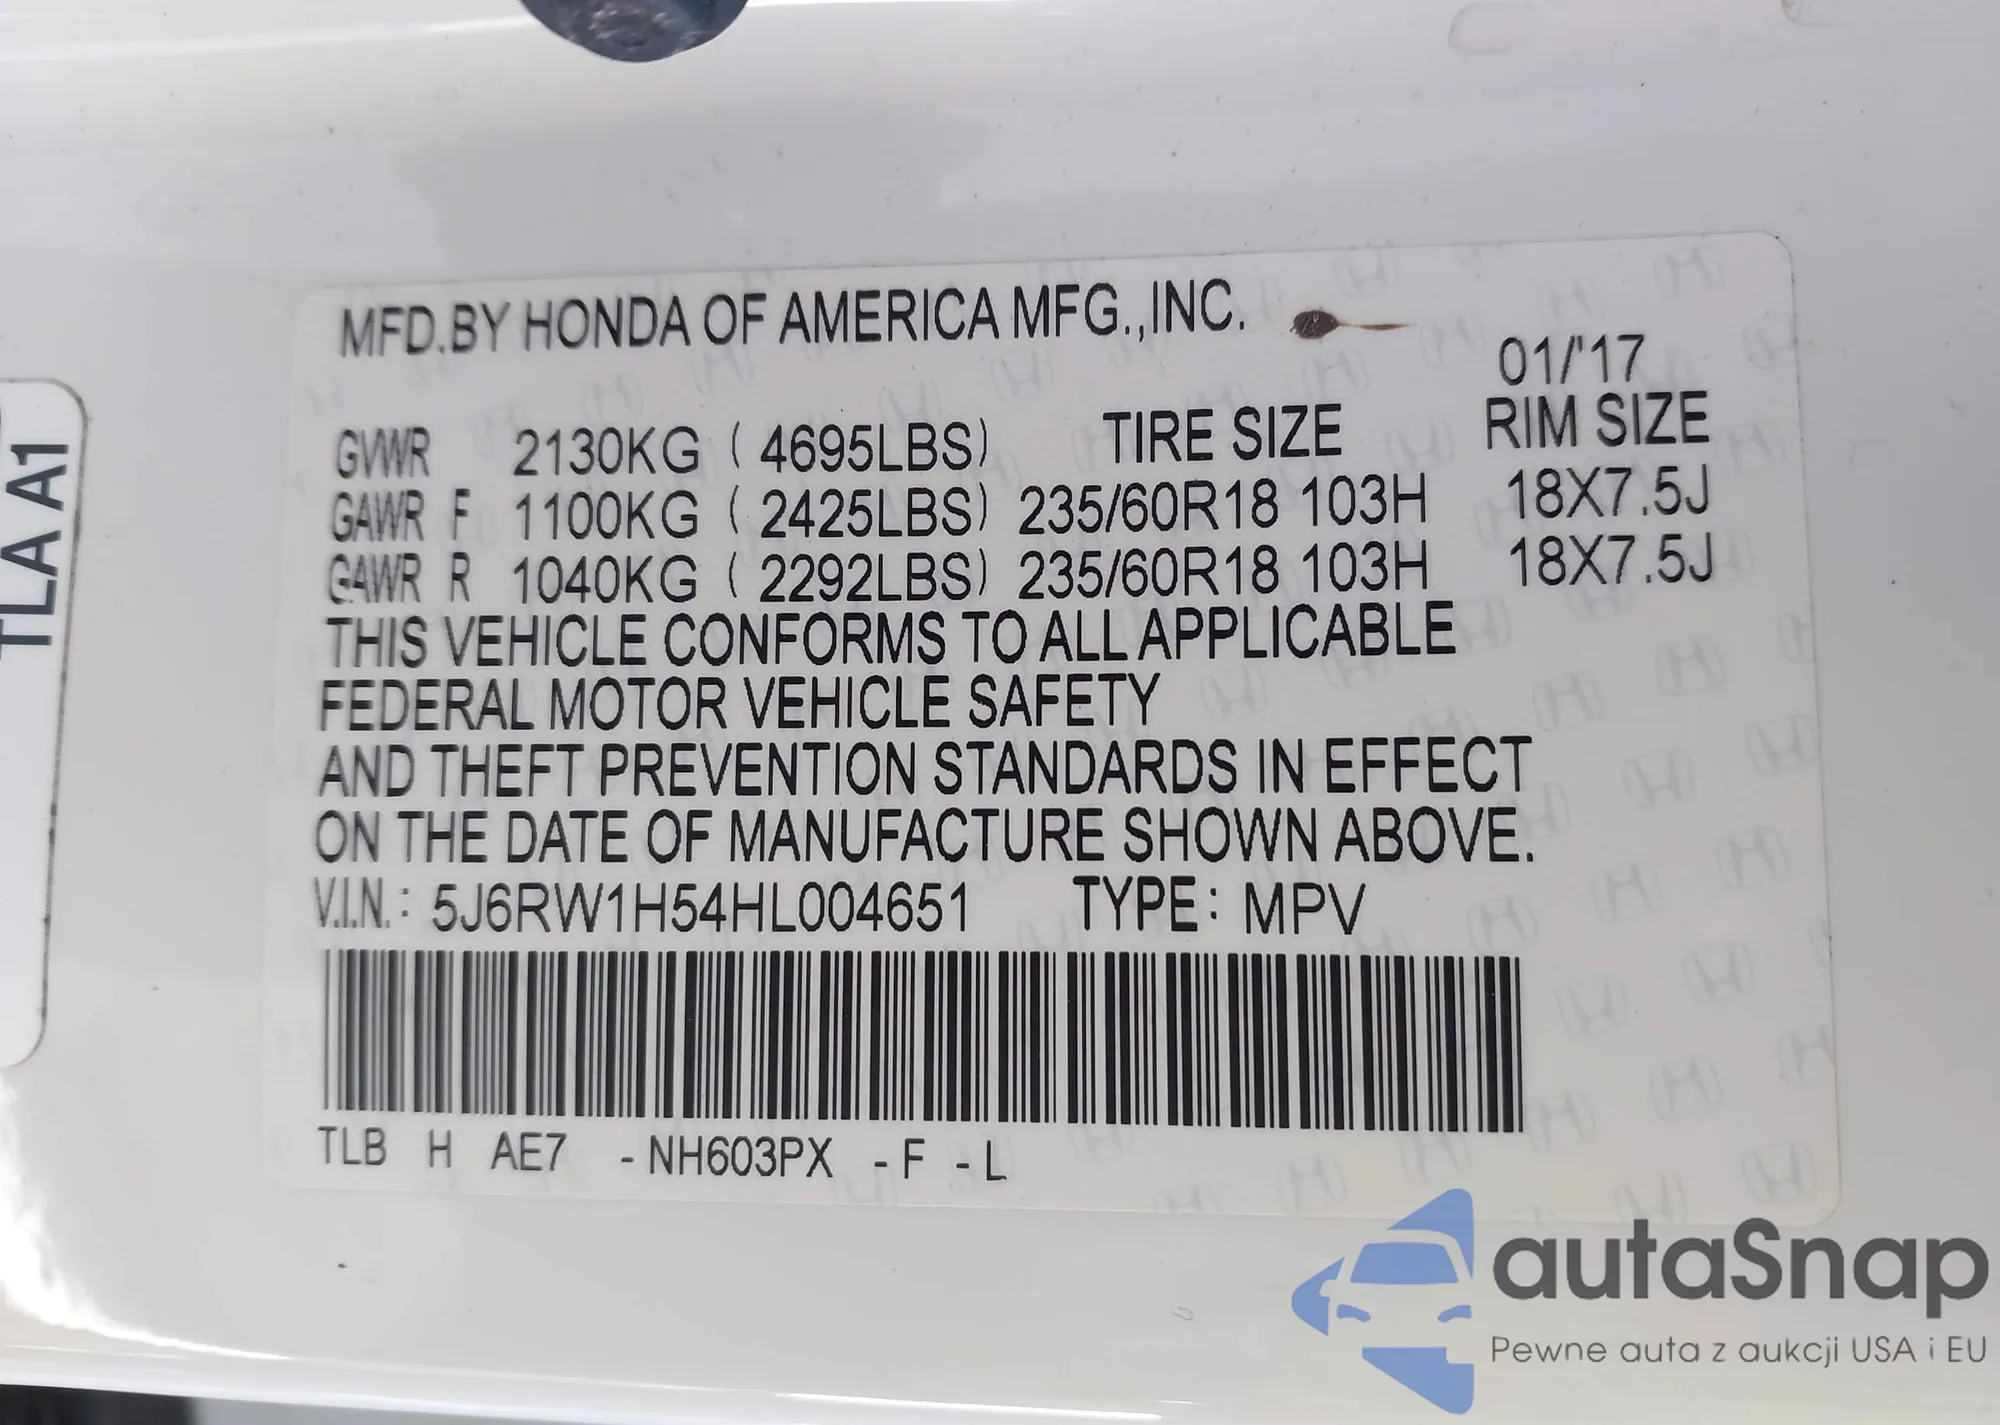 MFD.BY HONDA OF AMERICA MFG.,INC.
01/'17
GVWR 2130KG ( 4695LBS) TIRE SIZE RIM SIZE
GAWR F 1100KG ( 2425LBS) 235/60R18 103H 18X7.5J
GAWR R 1040KG ( 2292LBS) 235/60R18 103H 18X7.5J
THIS VEHICLE CONFORMS TO ALL APPLICABLE
FEDERAL MOTOR VEHICLE SAFETY
AND THEFT PREVENTION STANDARDS IN EFFECT
ON THE DATE OF MANUFACTURE SHOWN ABOVE.
V.I.N.: 5J6RW1H54HL004651 TYPE: MPV
TLB H AE7 -NH603PX -F -L
TLA A1
autaSnap
Pewne auta z aukcji USA i EU